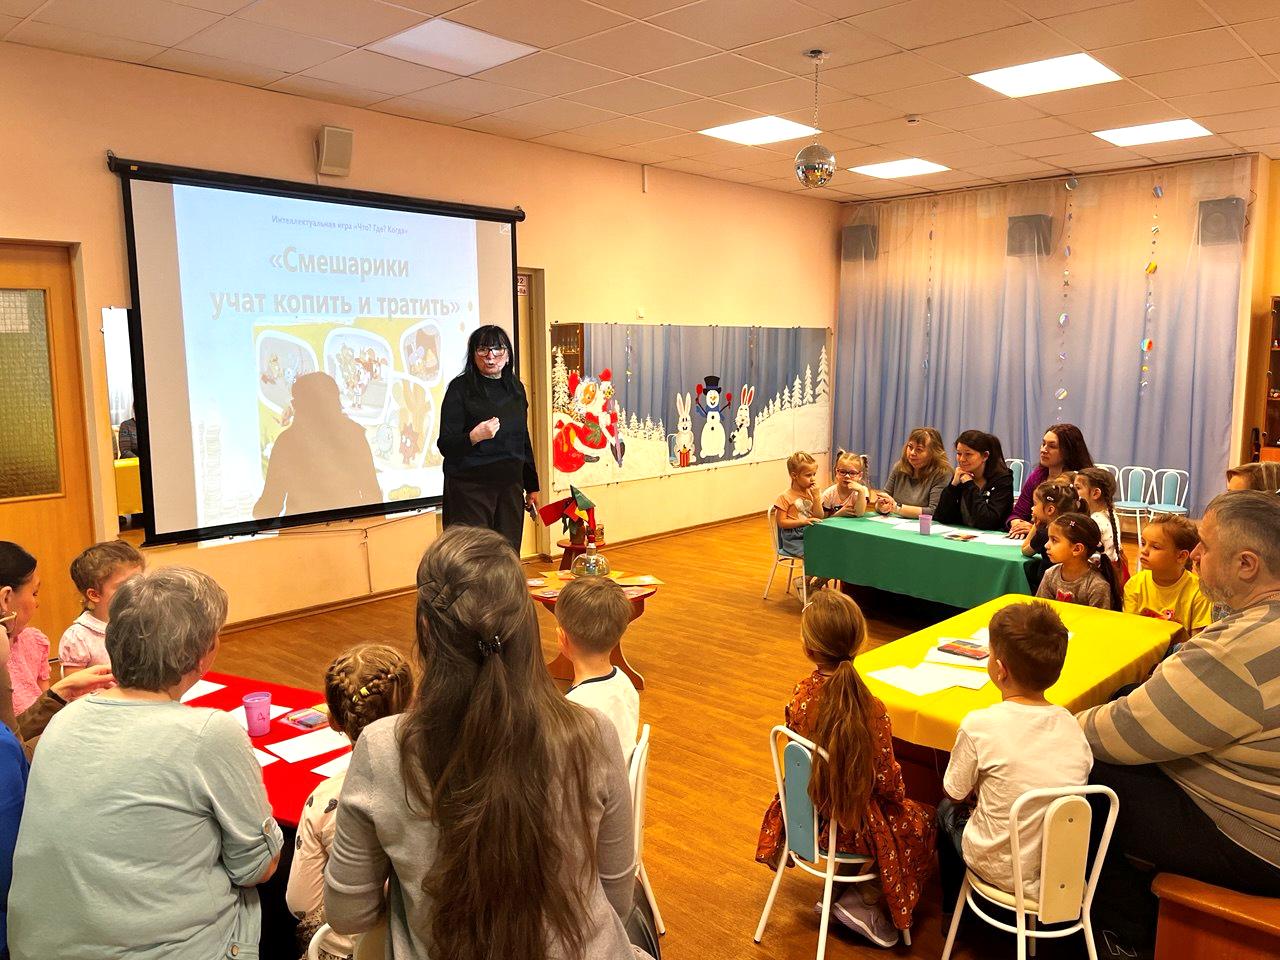 Интеллектуальная игра «Что? Где? Когда»
«Смешарики
учат копить и тратить»